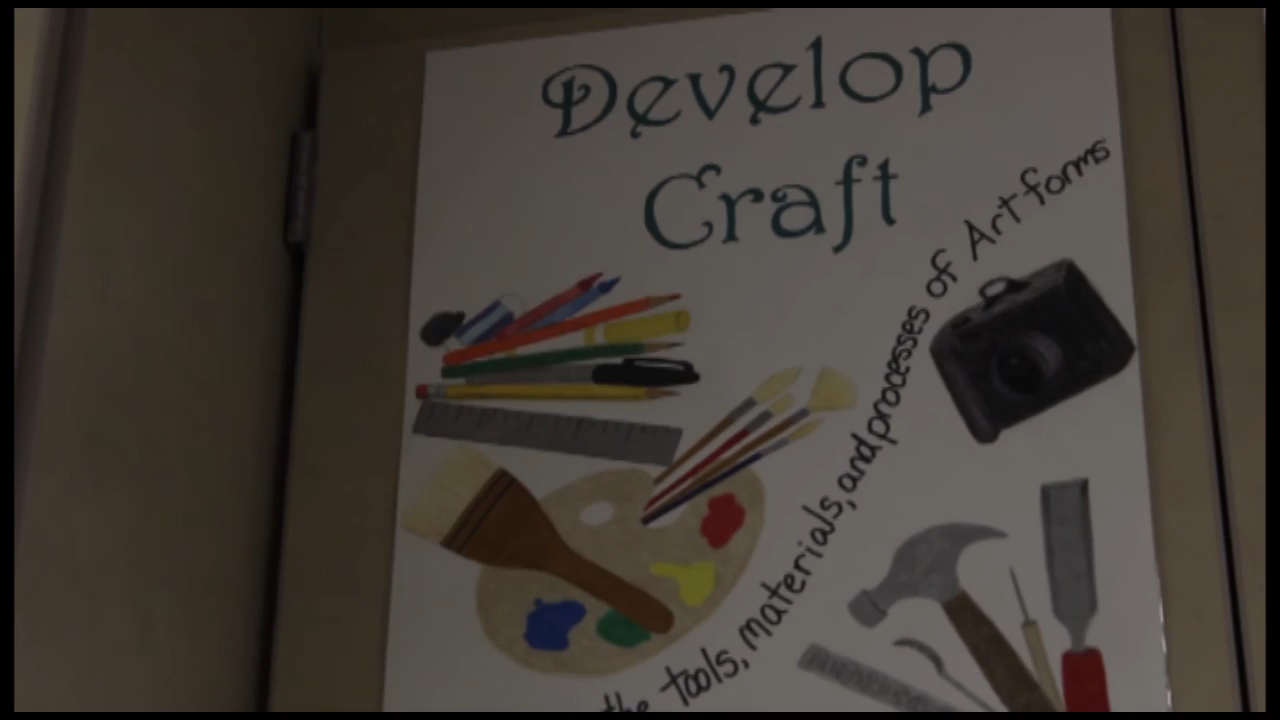 Develop
Craft
the tools, materials, and processes of Art forms